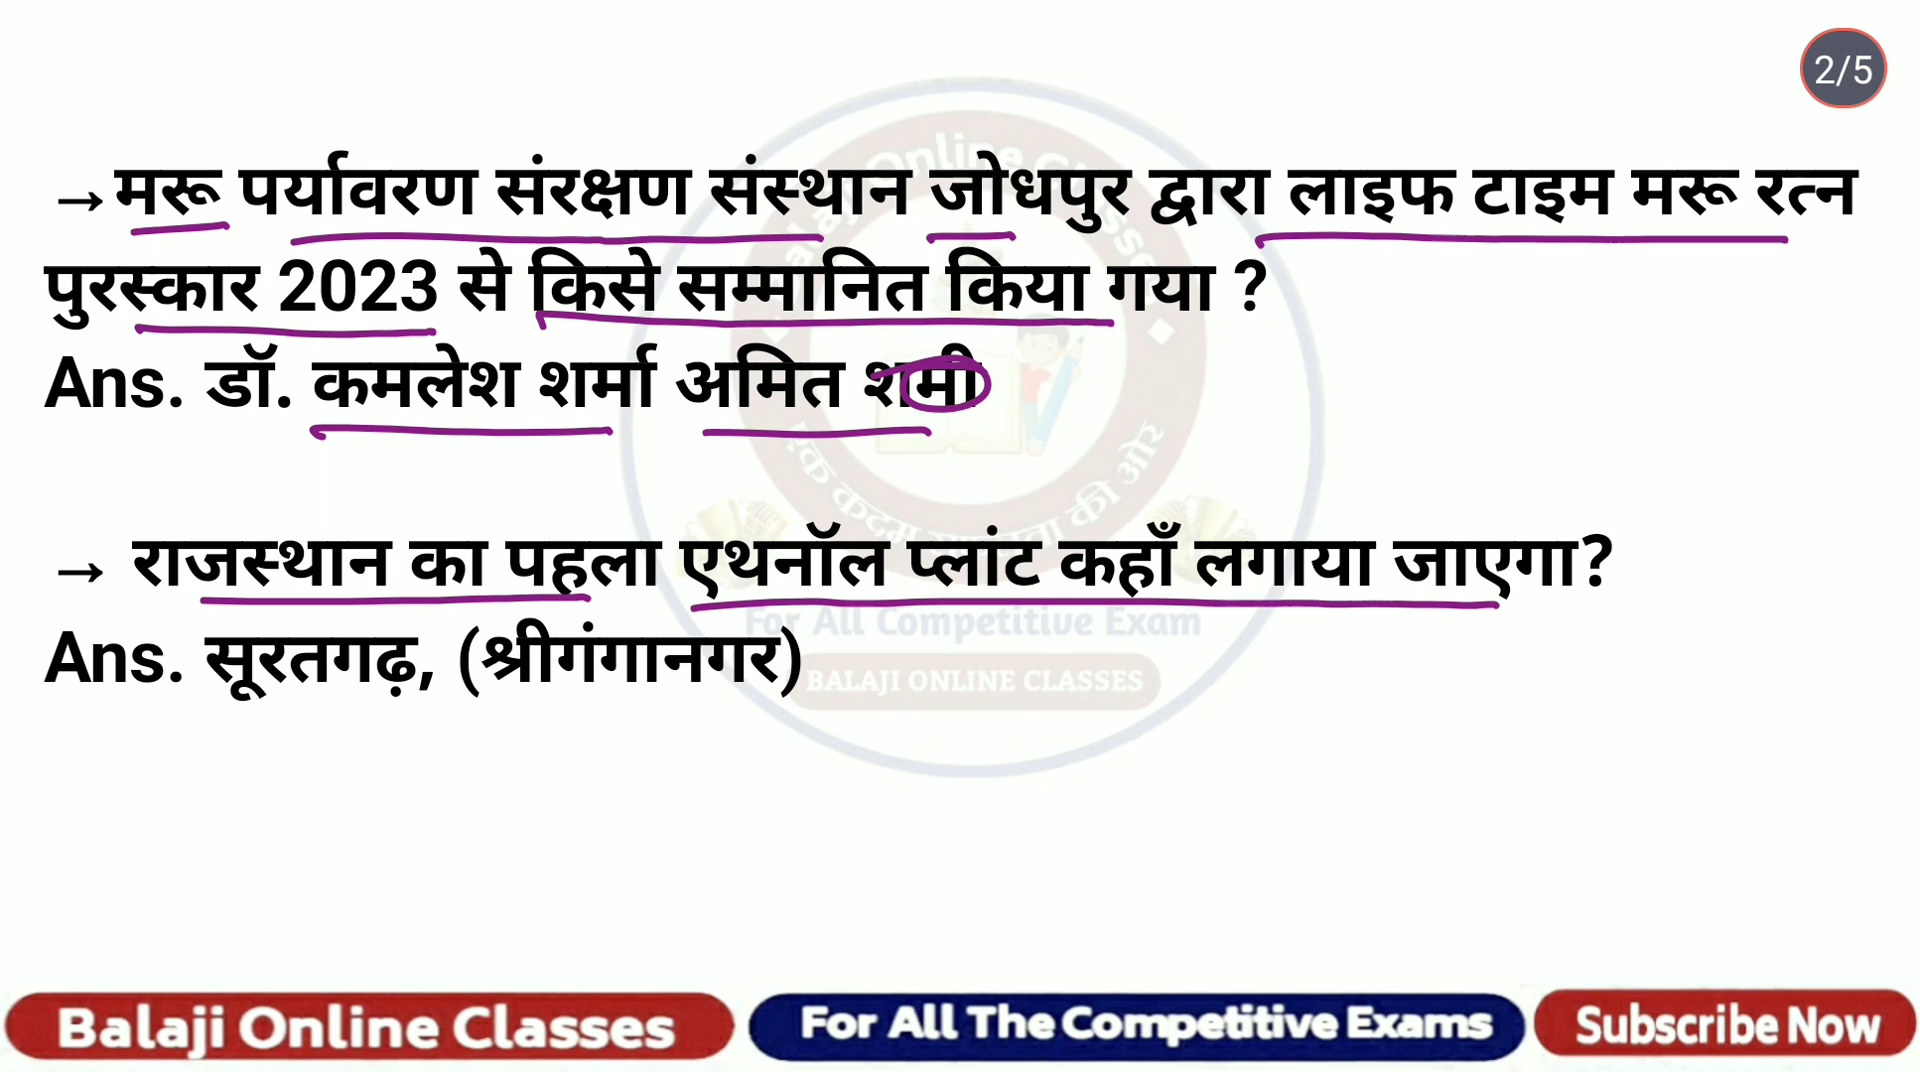 2/5
→मरू पर्यावरण संरक्षण संस्थान जोधपुर द्वारा लाइफ टाइम मरू रत्न
पुरस्कार 2023 से किसे सम्मानित किया गया ?
Ans. डॉ. कमलेश शर्मा अमित शमी
→ राजस्थान का पहला एथनॉल प्लांट कहाँ लगाया जाएगा?
Ans. सूरतगढ़, (श्रीगंगानगर)
For All Competitive Exam
BALAJI ONLINE CLASSES
Balaji Online Classes
For All The Competitive Exams
Subscribe Now